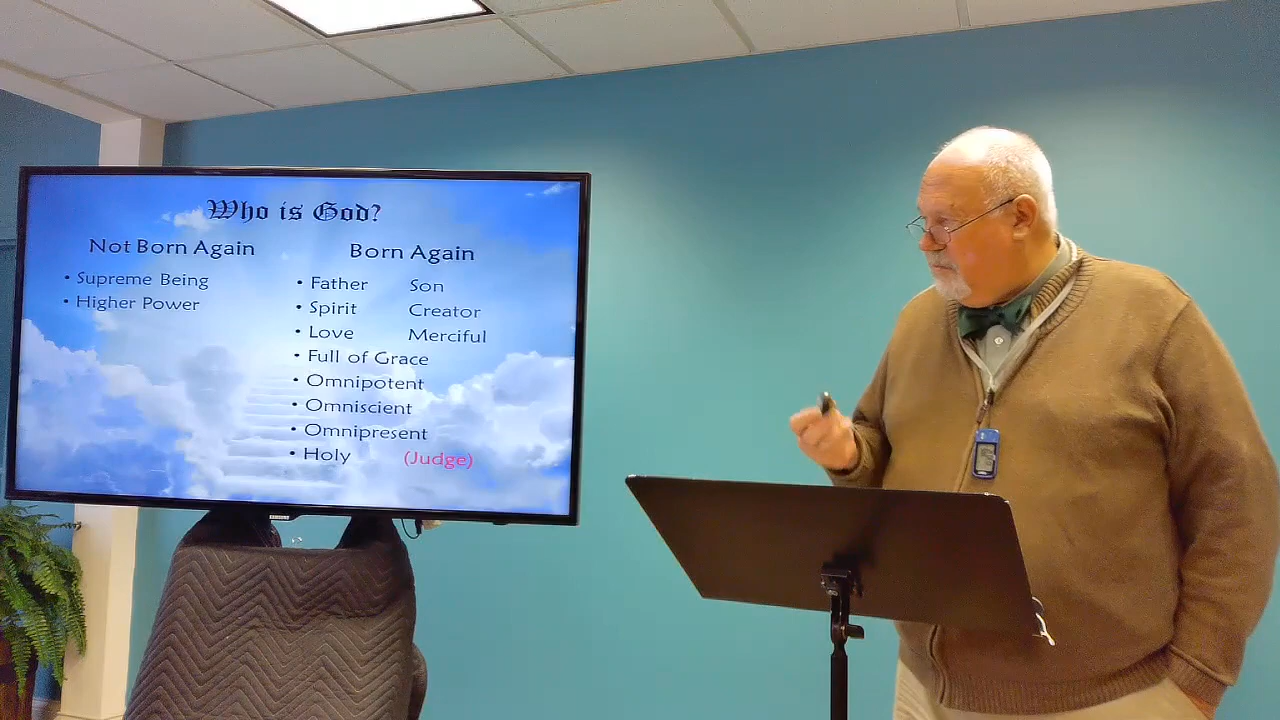 Who is God?
Not Born Again
• Supreme Being
• Higher Power
Born Again
• Father Son
• Spirit Creator
• Love Merciful
• Full of Grace
• Omnipotent
• Omniscient
• Omnipresent
• Holy (Judge)